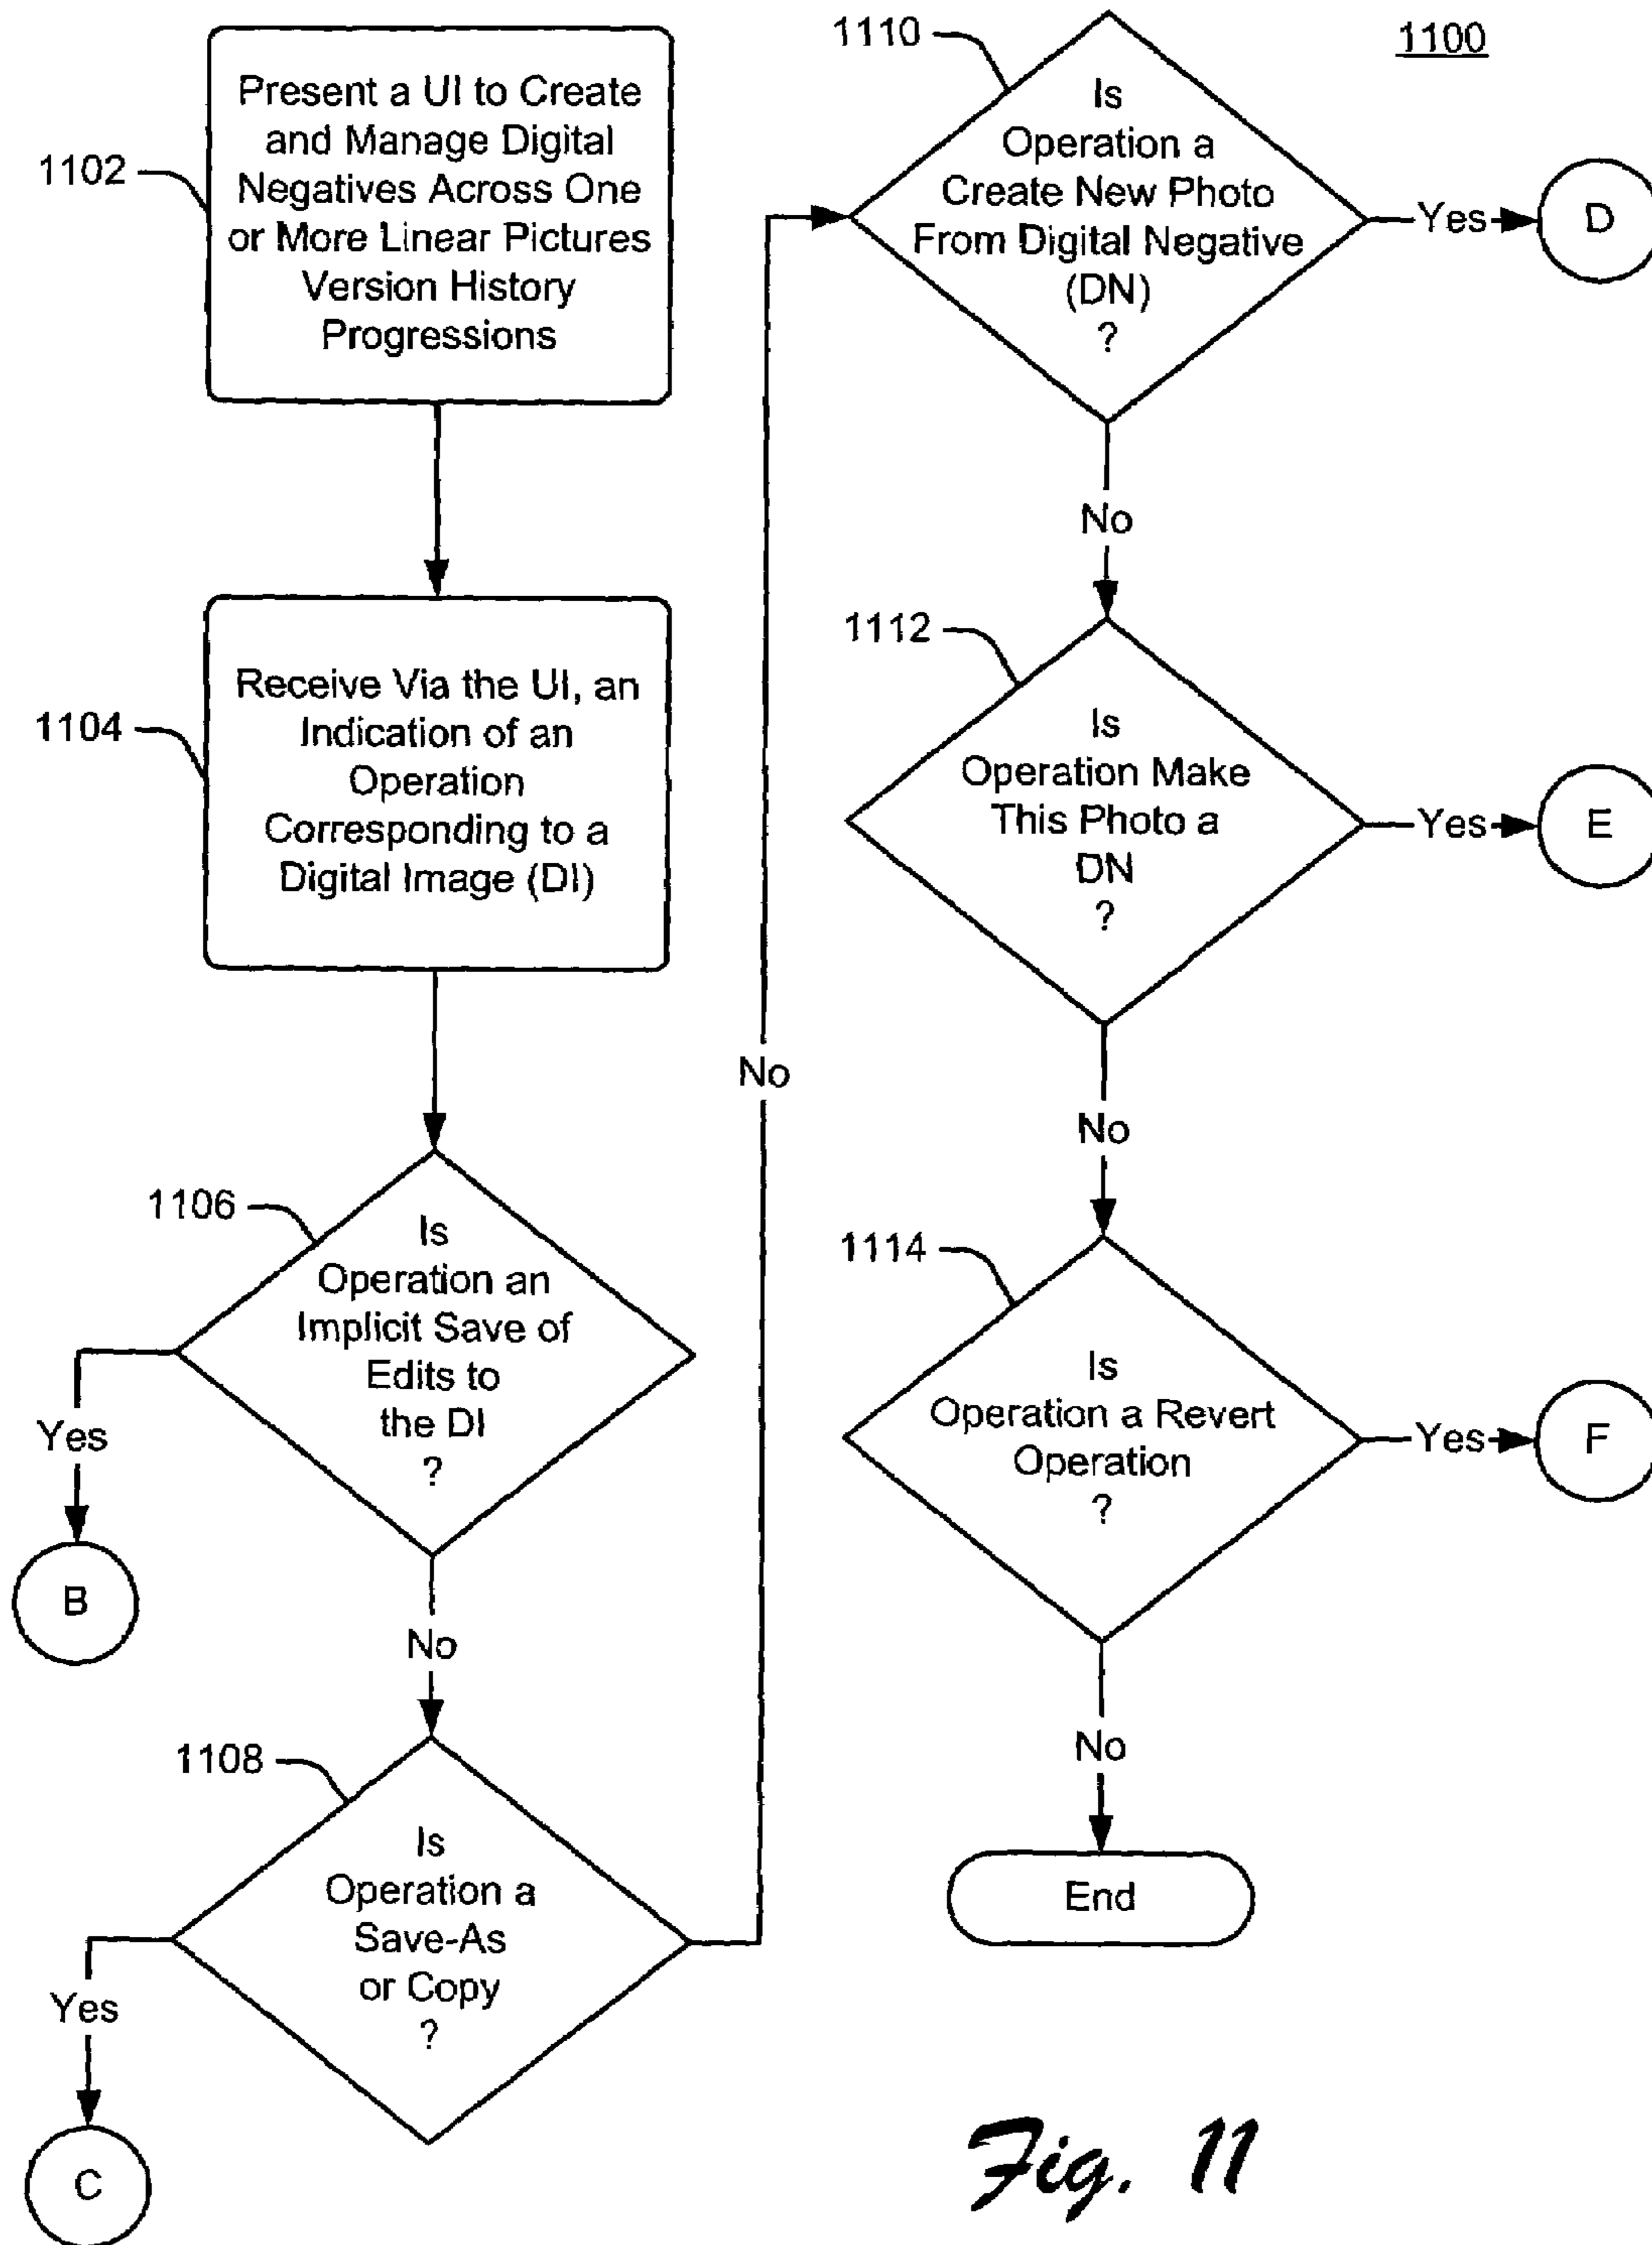 1100
1102
Present a UI to Create
and Manage Digital
Negatives Across One
or More Linear Pictures
Version History
Progressions
1104
Receive Via the UI, an
Indication of an
Operation
Corresponding to a
Digital Image (DI)
1106
Is
Operation an
Implicit Save of
Edits to
the DI
?
Yes
B
No
1108
Is
Operation a
Save-As
or Copy
?
Yes
C
No
1110
Is
Operation a
Create New Photo
From Digital Negative
(DN)
?
Yes
D
No
1112
Is
Operation Make
This Photo a
DN
?
Yes
E
No
1114
Is
Operation a Revert
Operation
?
Yes
F
No
End
Fig. 11